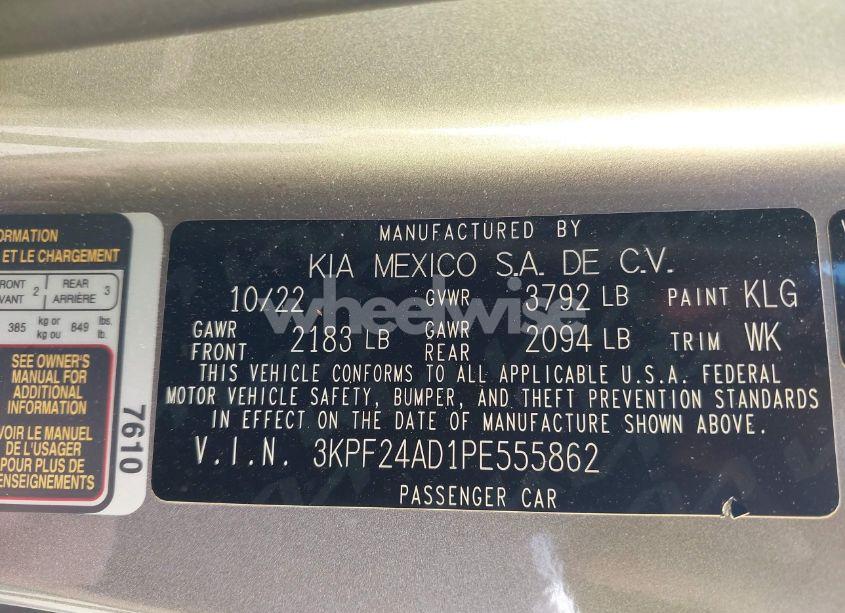 ORMATION
ET LE CHARGEMENT
FRONT 2 REAR 3
VANT ARRIÈRE
385 kg or 849 lbs.
kg ou lb.
SEE OWNER'S
MANUAL FOR
ADDITIONAL
INFORMATION
VOIR LE MANUEL
DE L'USAGER
POUR PLUS DE
ENSEIGNEMENTS
7610
MANUFACTURED BY
KIA MEXICO S.A. DE C.V.
10/22 GVWR 3792 LB PAINT KLG
GAWR FRONT 2183 LB GAWR REAR 2094 LB TRIM WK
THIS VEHICLE CONFORMS TO ALL APPLICABLE U.S.A. FEDERAL
MOTOR VEHICLE SAFETY, BUMPER, AND THEFT PREVENTION STANDARDS
IN EFFECT ON THE DATE OF MANUFACTURE SHOWN ABOVE.
V.I.N. 3KPF24AD1PE555862
PASSENGER CAR
wheelwise